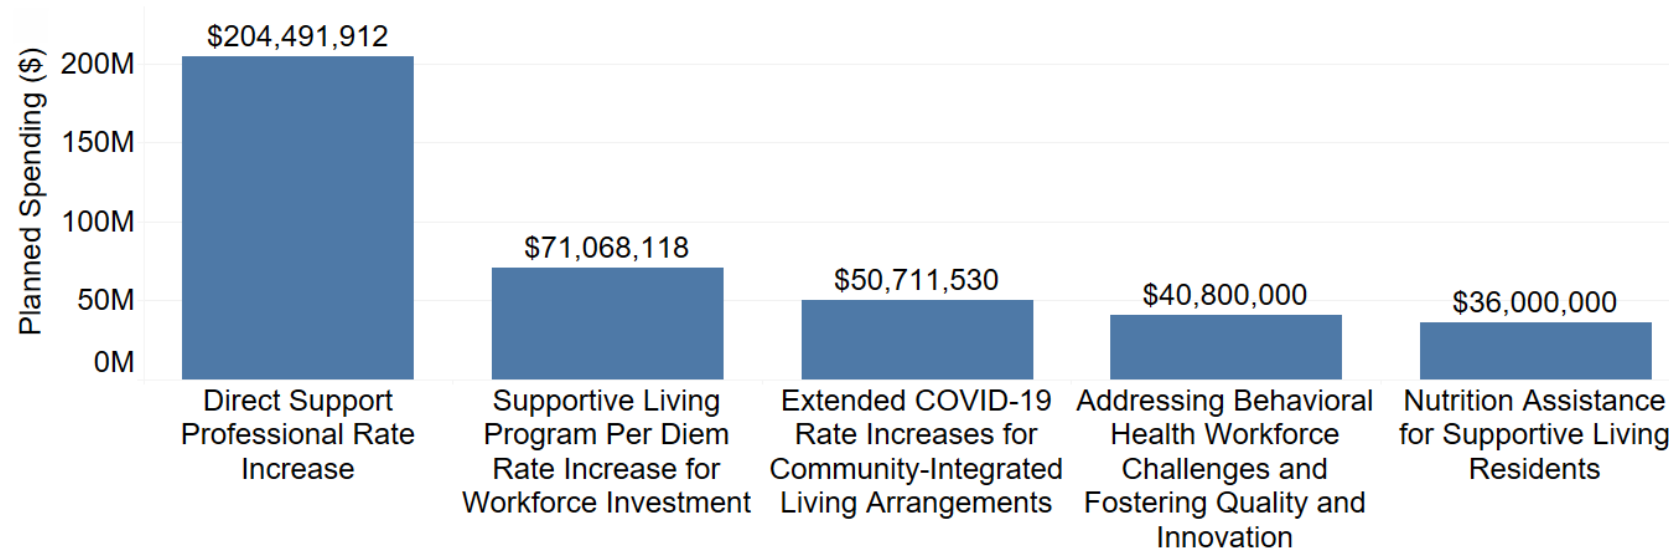 Planned Spending ($)
200M
150M
100M
50M
0M
$204,491,912
$71,068,118
$50,711,530
$40,800,000
$36,000,000
Direct Support
Professional Rate
Increase
Supportive Living
Program Per Diem
Rate Increase for
Workforce Investment
Extended COVID-19
Rate Increases for
Community-Integrated
Living Arrangements
Addressing Behavioral
Health Workforce
Challenges and
Fostering Quality and
Innovation
Nutrition Assistance
for Supportive Living
Residents